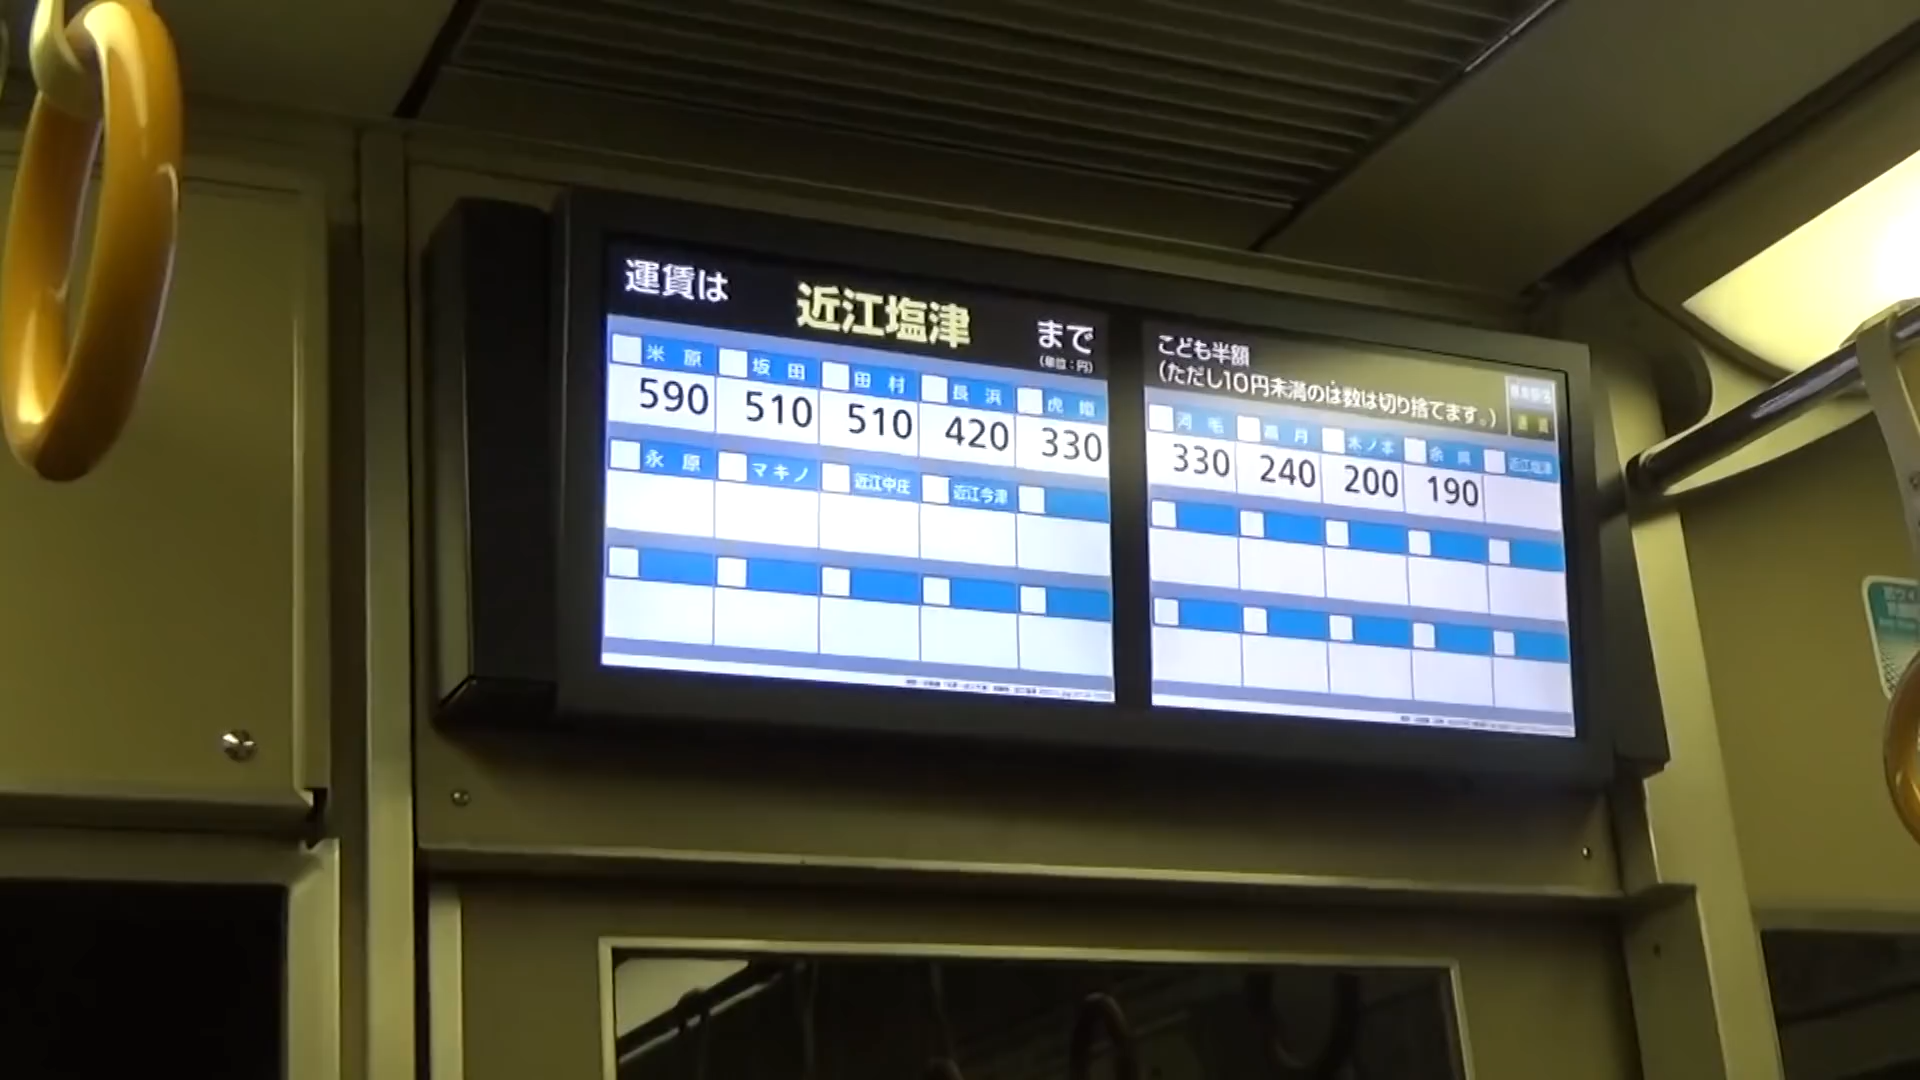 運賃は 近江塩津 まで
(単位:円)
米原 坂田 田村 長浜 虎姫
590 510 510 420 330
永原 マキノ 近江中庄 近江今津
こども半額
(ただし10円未満のは数は切り捨てます。)
河毛 高月 木ノ本 余呉 近江塩津
330 240 200 190